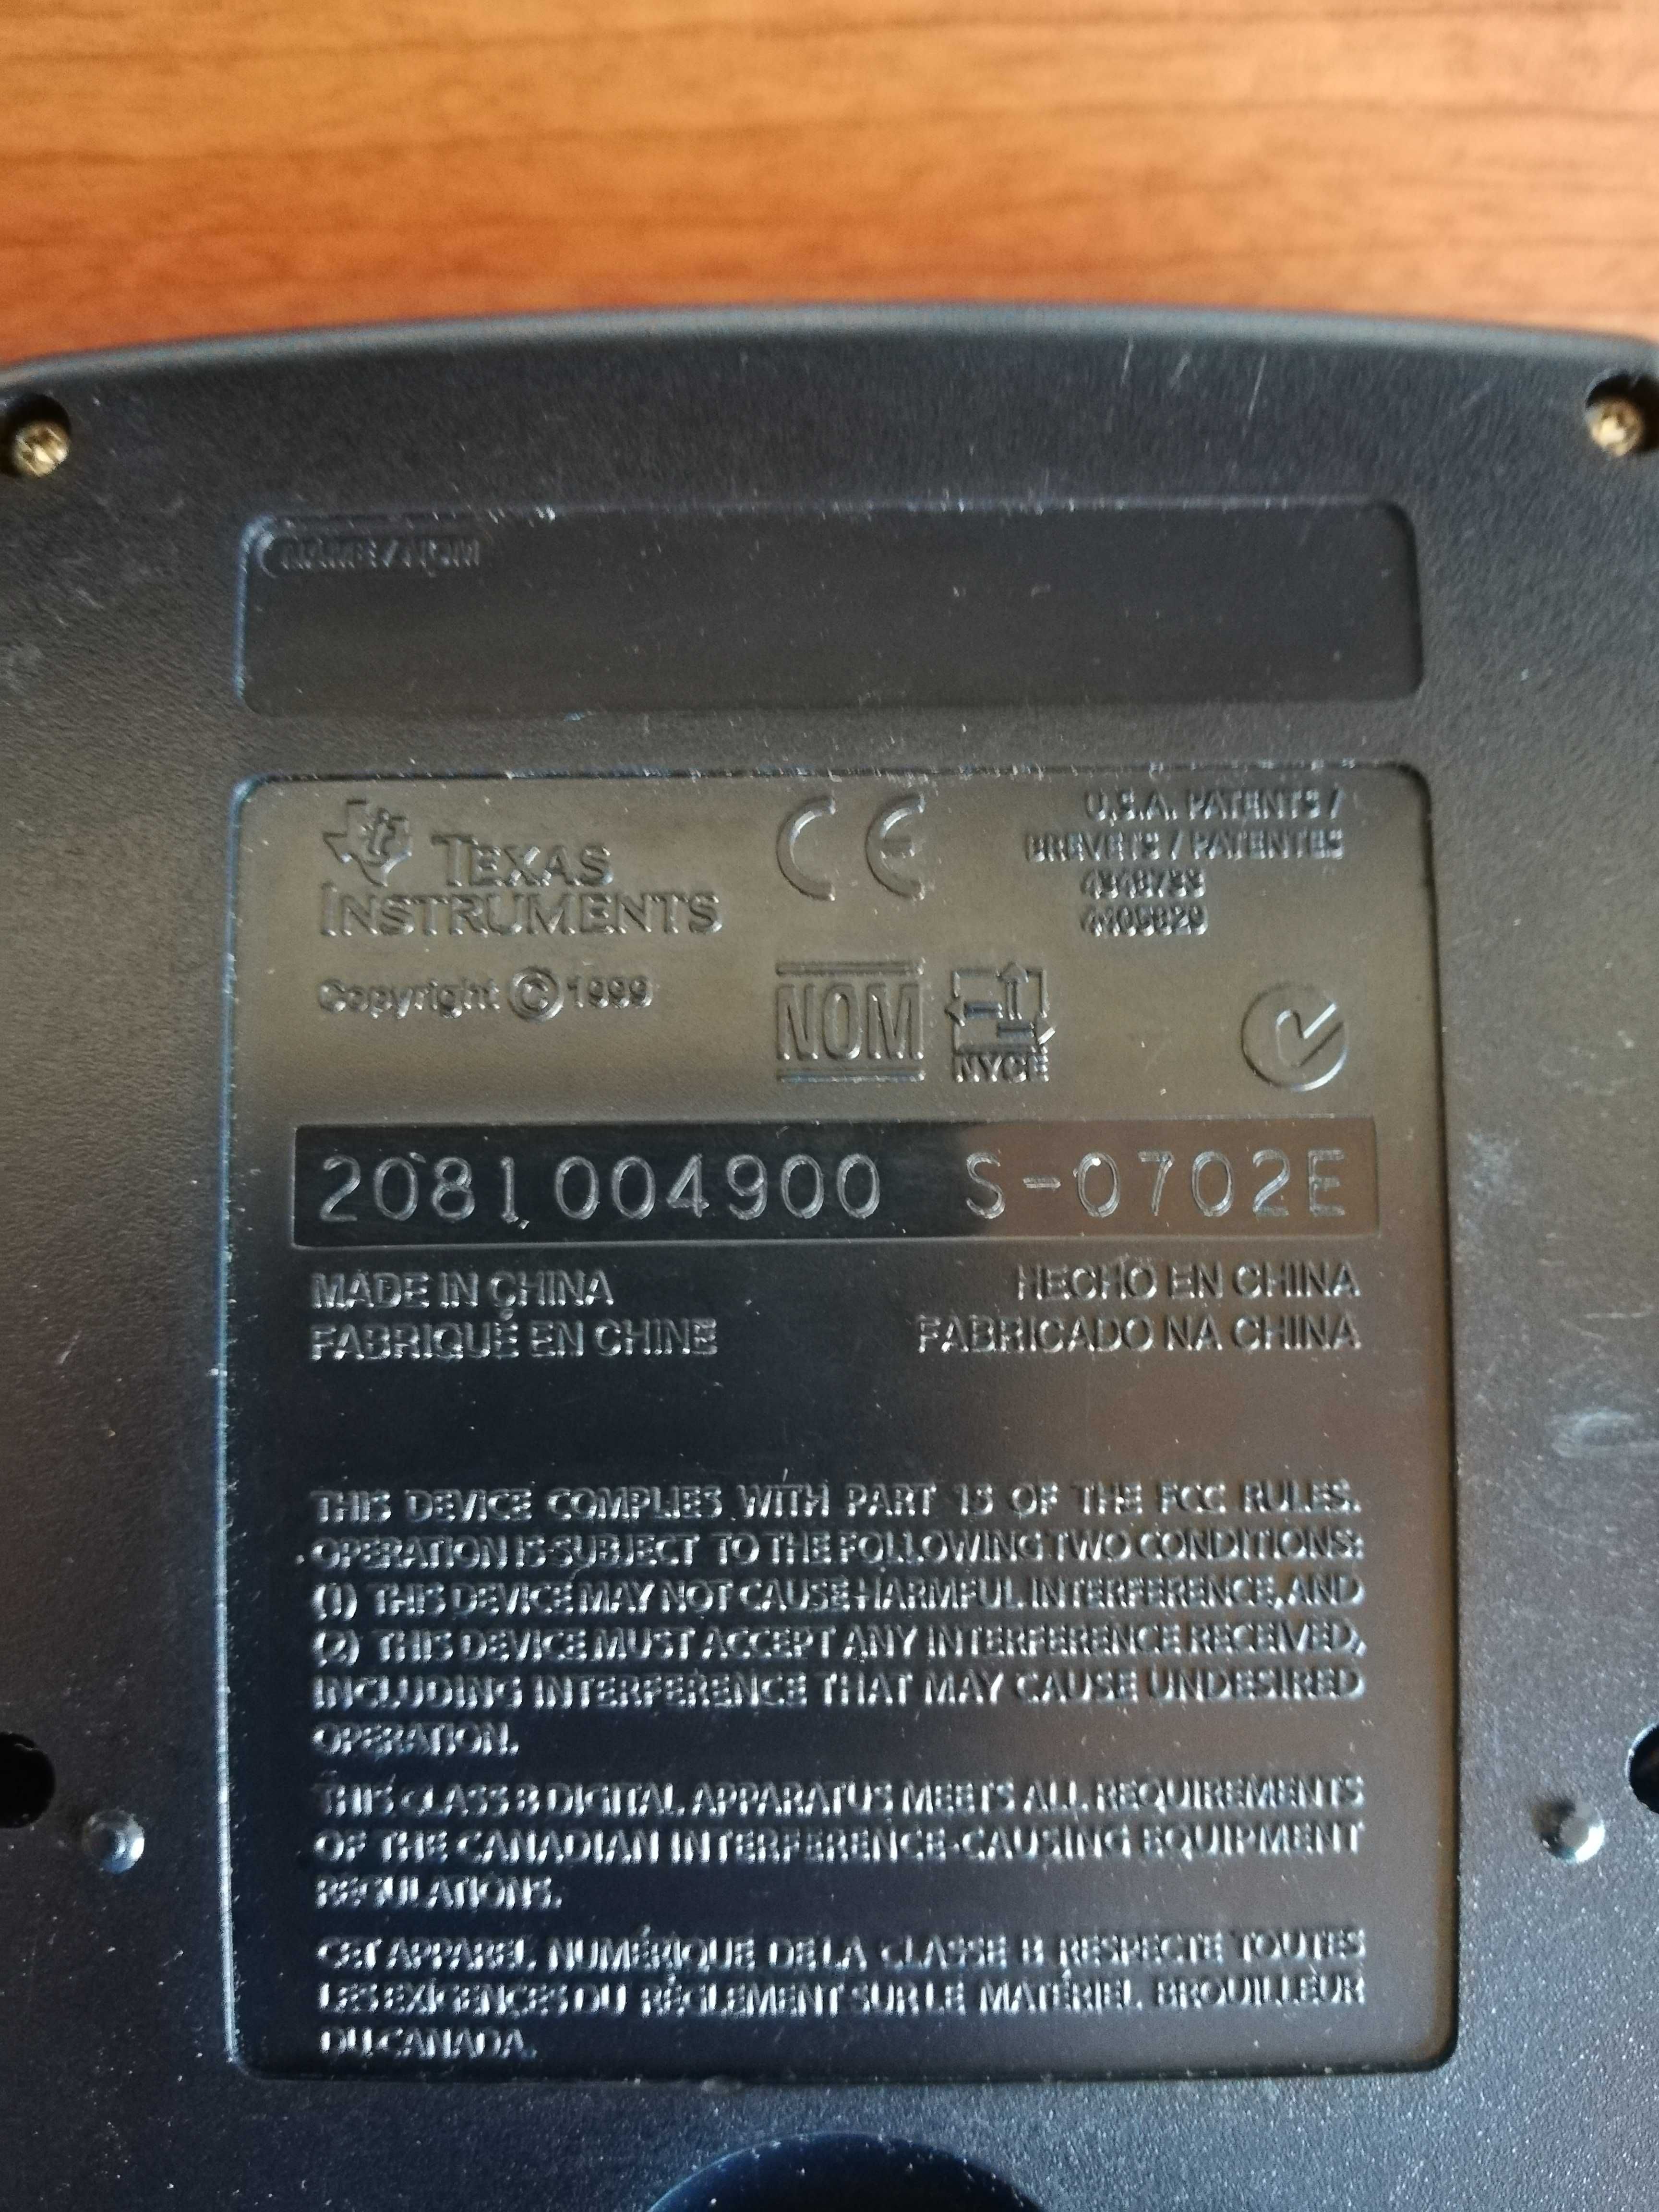 NAME/NOM
TEXAS
INSTRUMENTS
Copyright © 1999
CE
U.S.A. PATENTS /
BREVETS / PATENTES
4348733
4405829
NOM
NYCE
2081004900 S-0702E
MADE IN CHINA
FABRIQUÉ EN CHINE
HECHO EN CHINA
FABRICADO NA CHINA
THIS DEVICE COMPLIES WITH PART 15 OF THE FCC RULES.
OPERATION IS SUBJECT TO THE FOLLOWING TWO CONDITIONS:
(1) THIS DEVICE MAY NOT CAUSE HARMFUL INTERFERENCE, AND
(2) THIS DEVICE MUST ACCEPT ANY INTERFERENCE RECEIVED,
INCLUDING INTERFERENCE THAT MAY CAUSE UNDESIRED
OPERATION.
THIS CLASS B DIGITAL APPARATUS MEETS ALL REQUIREMENTS
OF THE CANADIAN INTERFERENCE-CAUSING EQUIPMENT
REGULATIONS.
CET APPAREIL NUMÉRIQUE DE LA CLASSE B RESPECTE TOUTES
LES EXIGENCES DU RÉGLEMENT SUR LE MATÉRIEL BROUILLEUR
DU CANADA.